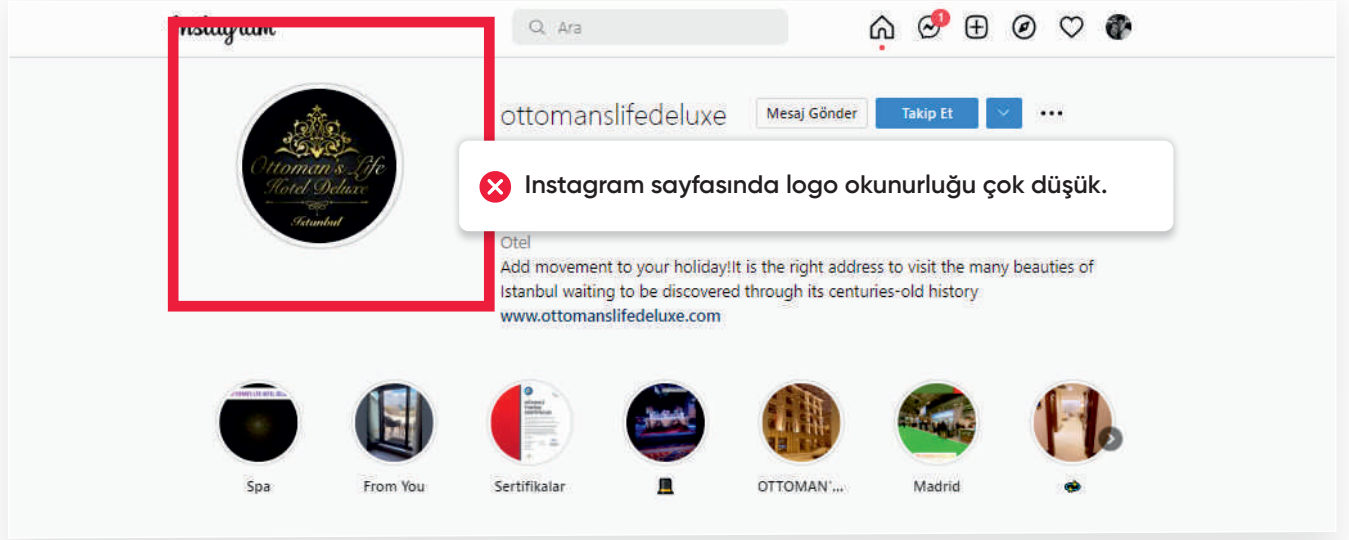 Instagram
Ara
1
ottomanslifedeluxe
Mesaj Gönder
Takip Et
Ottoman's Life
Hotel Deluxe
Istanbul
Instagram sayfasında logo okunurluğu çok düşük.
Otel
Add movement to your holiday!It is the right address to visit the many beauties of
Istanbul waiting to be discovered through its centuries-old history
www.ottomanslifedeluxe.com
Spa
From You
Sertifikalar
OTTOMAN'...
Madrid